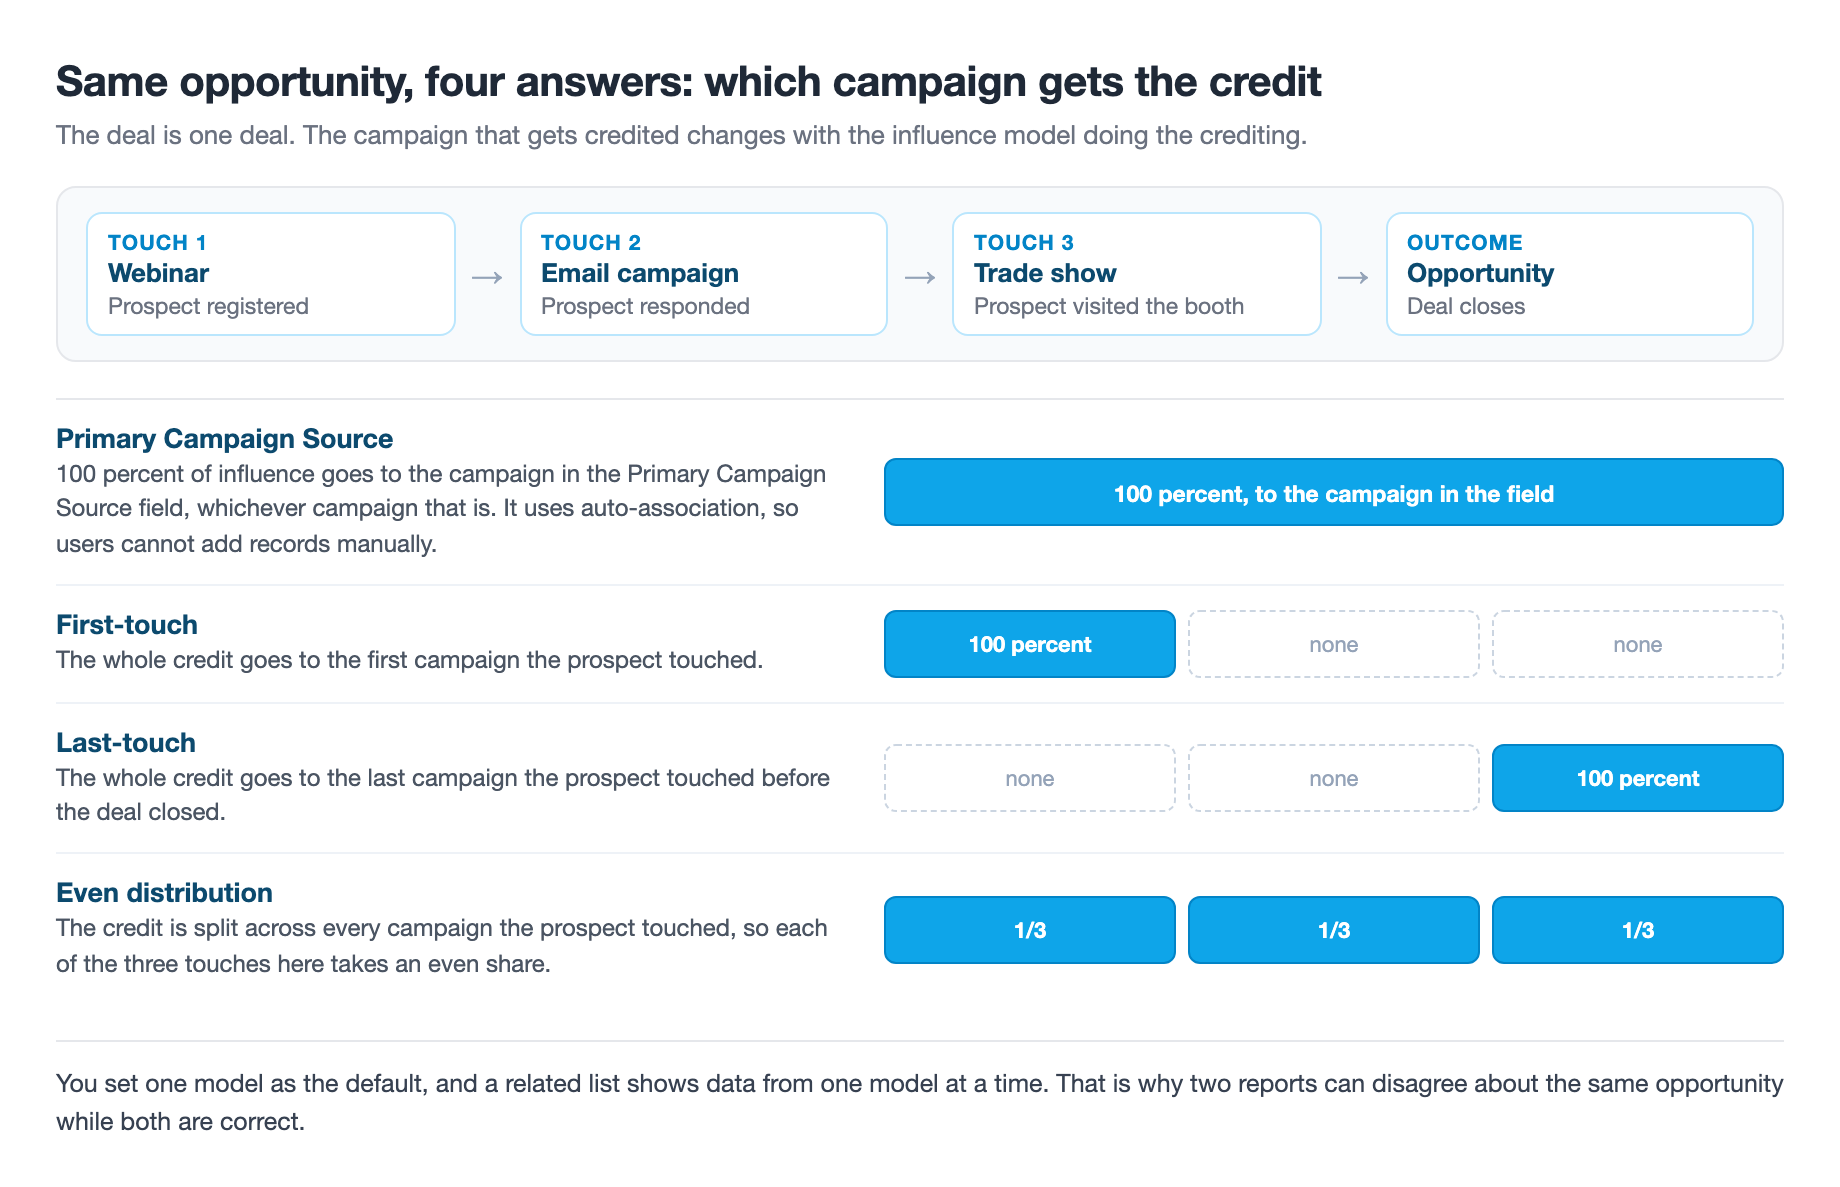 Same opportunity, four answers: which campaign gets the credit
The deal is one deal. The campaign that gets credited changes with the influence model doing the crediting.
TOUCH 1
Webinar
Prospect registered
→
TOUCH 2
Email campaign
Prospect responded
→
TOUCH 3
Trade show
Prospect visited the booth
→
OUTCOME
Opportunity
Deal closes
Primary Campaign Source
100 percent of influence goes to the campaign in the Primary Campaign
Source field, whichever campaign that is. It uses auto-association, so
users cannot add records manually.
100 percent, to the campaign in the field
First-touch
The whole credit goes to the first campaign the prospect touched.
100 percent
none
none
Last-touch
The whole credit goes to the last campaign the prospect touched before
the deal closed.
none
none
100 percent
Even distribution
The credit is split across every campaign the prospect touched, so each
of the three touches here takes an even share.
1/3
1/3
1/3
You set one model as the default, and a related list shows data from one model at a time. That is why two reports can disagree about the same opportunity
while both are correct.